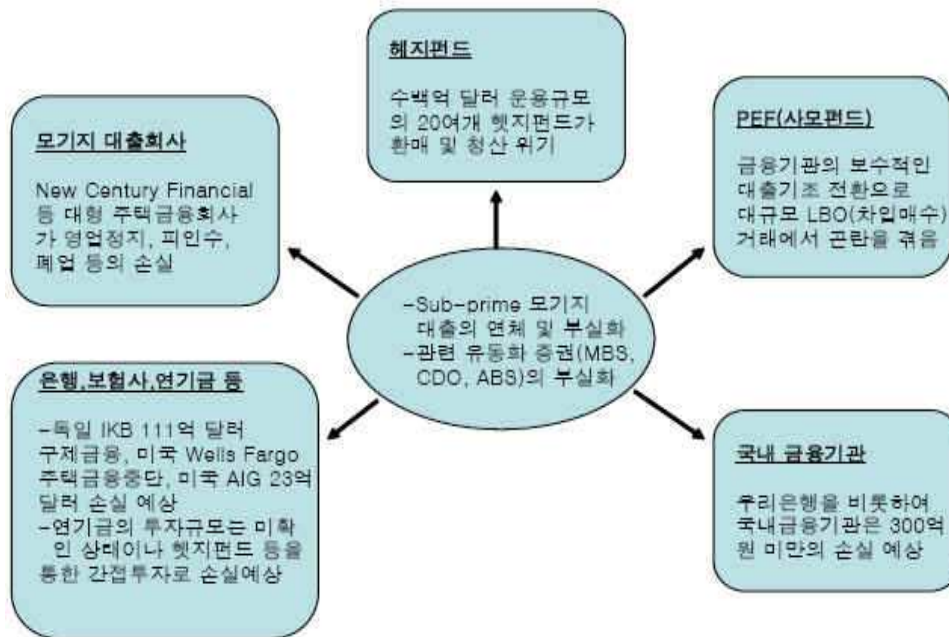 헤지펀드
수백억 달러 운용규모
의 20여개 헷지펀드가
환매 및 청산 위기
모기지 대출회사
New Century Financial
등 대형 주택금융회사
가 영업정지, 피인수,
폐업 등의 손실
PEF(사모펀드)
금융기관의 보수적인
대출기조 전환으로
대규모 LBO(차입매수)
거래에서 곤란을 겪음
-Sub-prime 모기지
대출의 연체 및 부실화
-관련 유동화 증권(MBS,
CDO, ABS)의 부실화
은행,보험사,연기금 등
-독일 IKB 111억 달러
구제금융, 미국 Wells Fargo
주택금융중단, 미국 AIG 23억
달러 손실 예상
-연기금의 투자규모는 미확
인 상태이나 헷지펀드 등을
통한 간접투자로 손실예상
국내 금융기관
우리은행을 비롯하여
국내금융기관은 300억
원 미만의 손실 예상